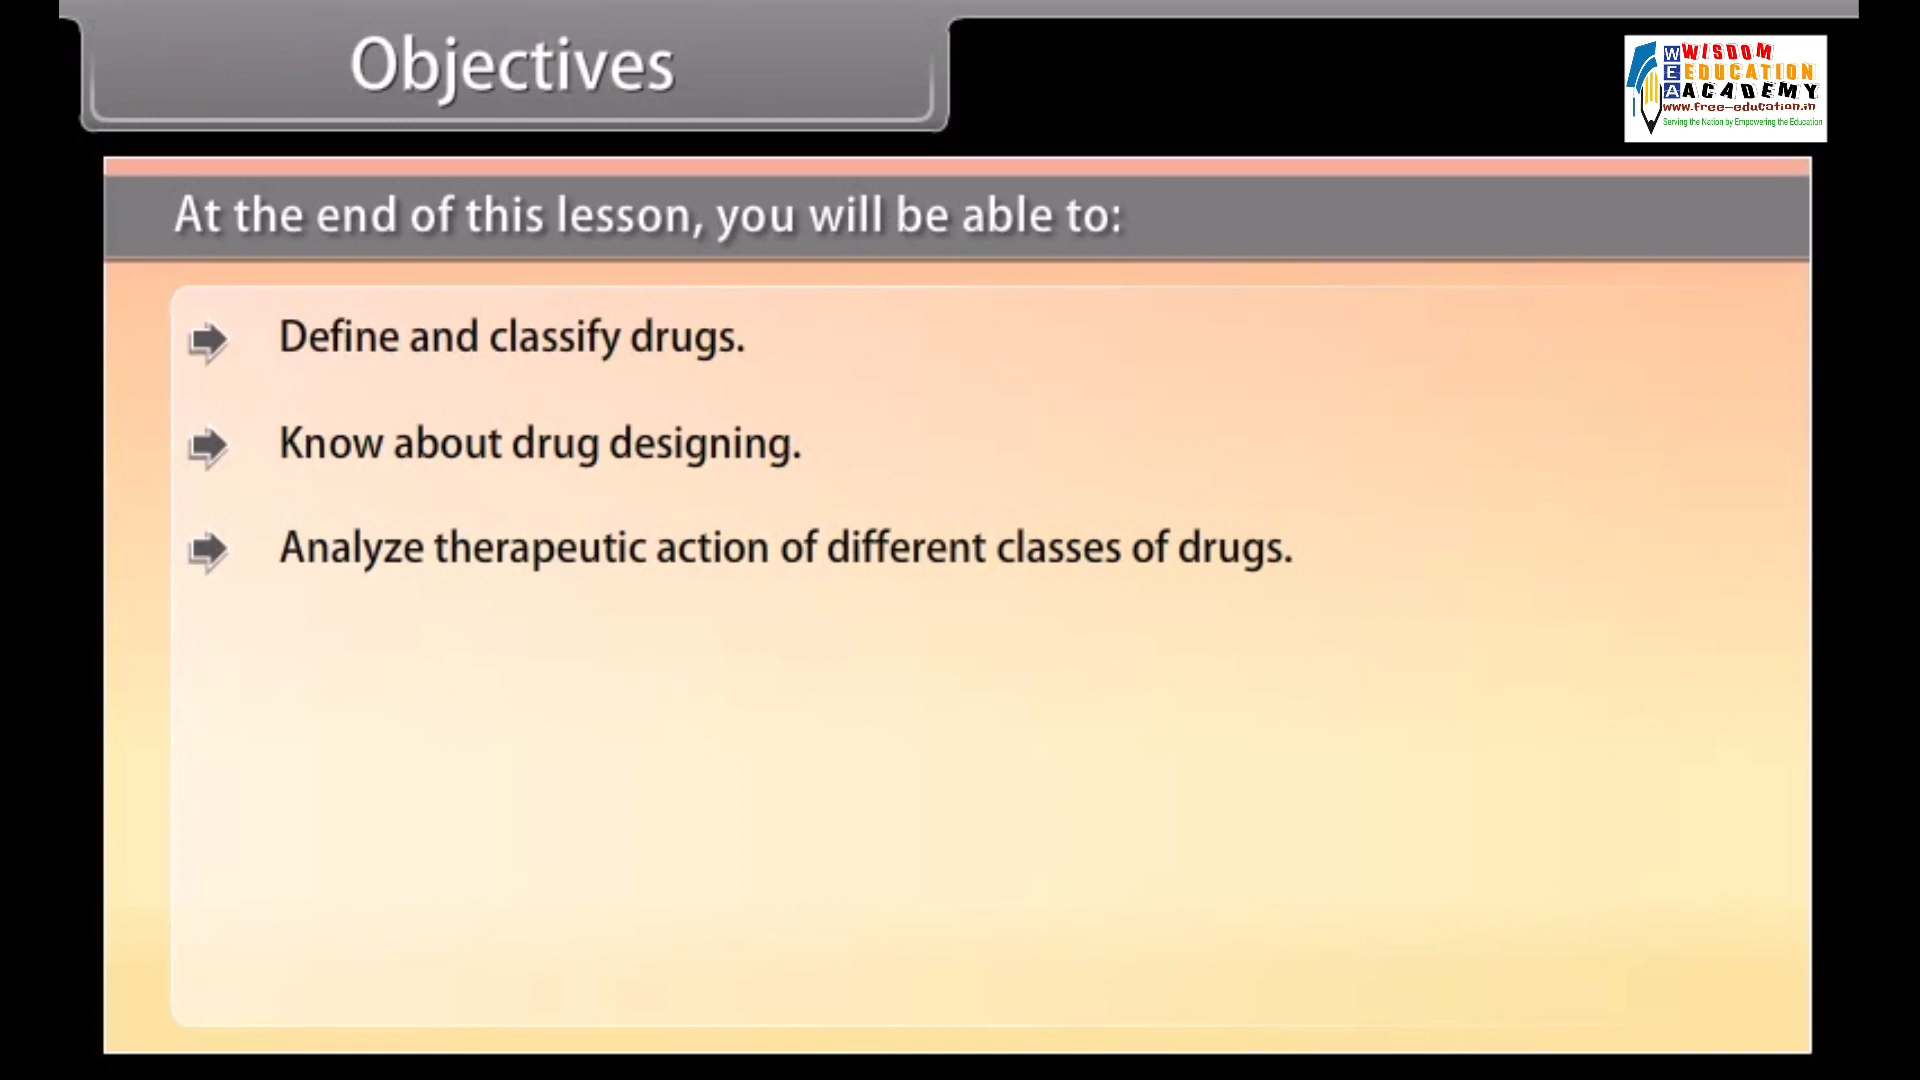 Objectives
WISDOM
EDUCATION
ACADEMY
WEA
www.free-education.in
Serving the Nation by Empowering the Education
At the end of this lesson, you will be able to:
Define and classify drugs.
Know about drug designing.
Analyze therapeutic action of different classes of drugs.